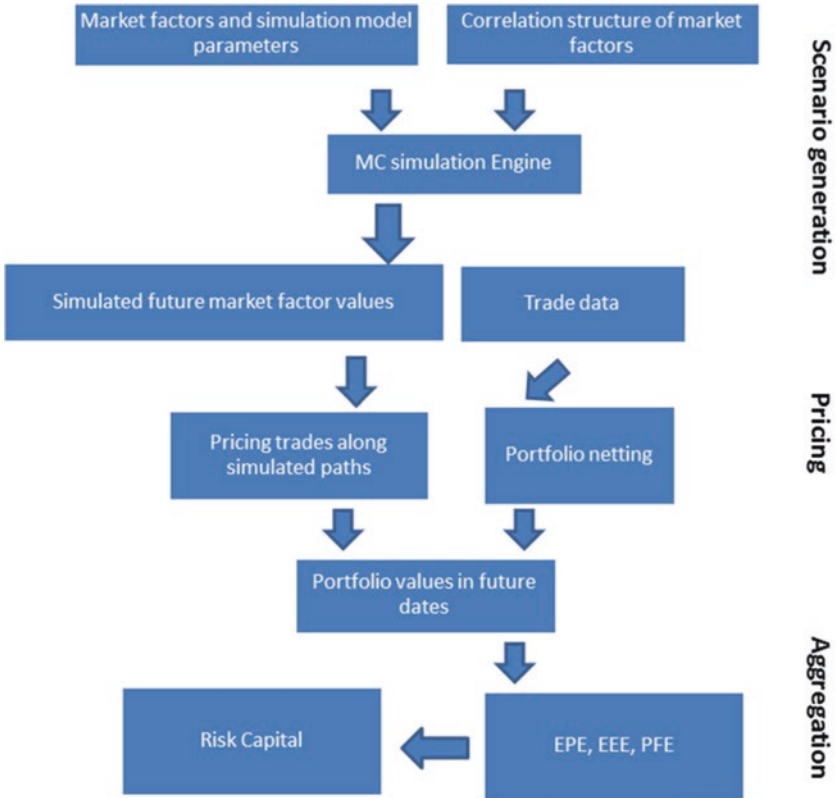 Market factors and simulation model
parameters
Correlation structure of market
factors
Scenario generation
MC simulation Engine
Simulated future market factor values
Trade data
Pricing
Pricing trades along
simulated paths
Portfolio netting
Portfolio values in future
dates
Aggregation
Risk Capital
EPE, EEE, PFE